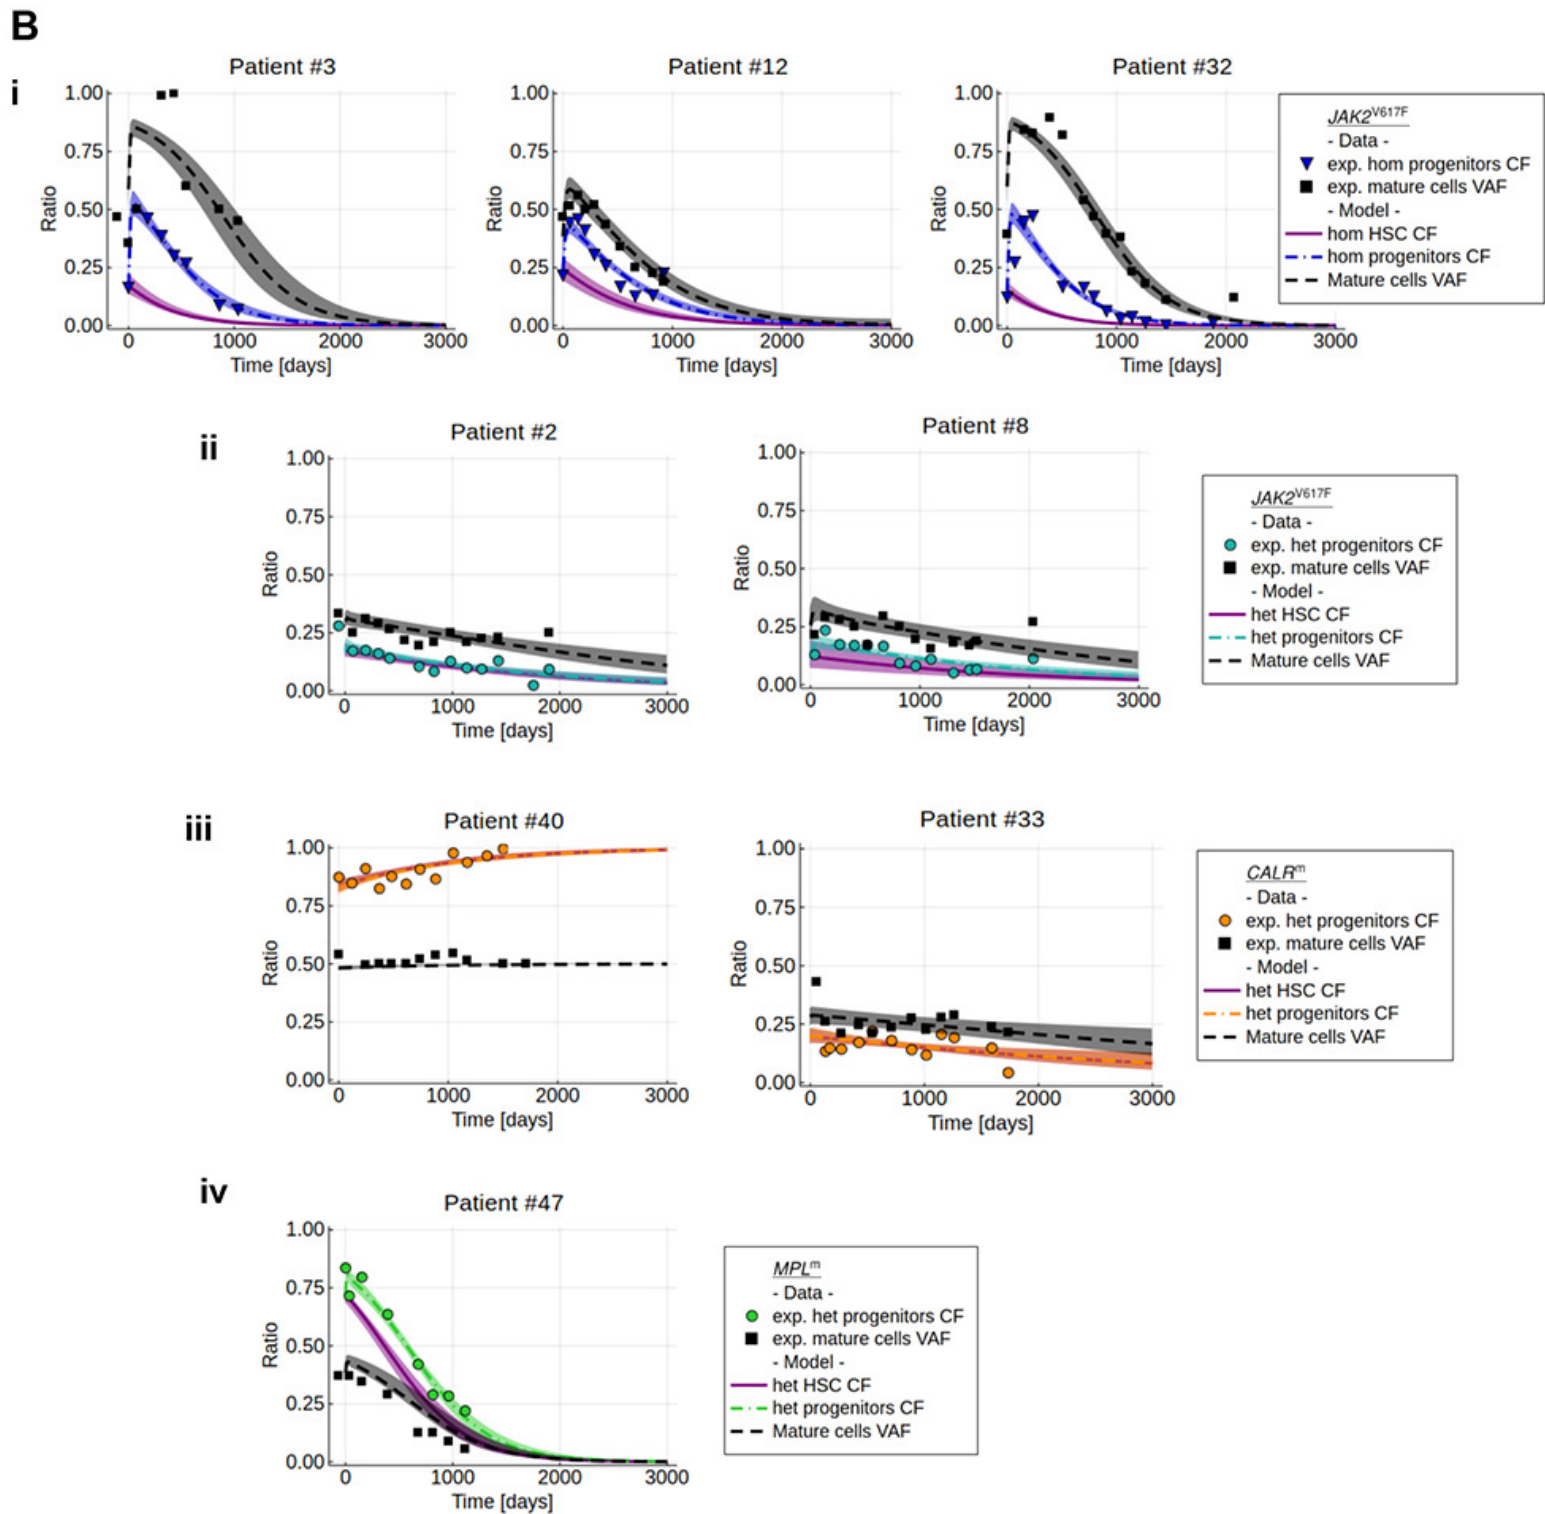 B
i
Patient #3
1.00
0.75
0.50
0.25
0.00
Ratio
0
1000
2000
3000
Time [days]
Patient #12
1.00
0.75
0.50
0.25
0.00
Ratio
0
1000
2000
3000
Time [days]
Patient #32
1.00
0.75
0.50
0.25
0.00
Ratio
0
1000
2000
3000
Time [days]
JAK2V617F
- Data -
exp. hom progenitors CF
exp. mature cells VAF
- Model -
hom HSC CF
hom progenitors CF
Mature cells VAF
ii
Patient #2
1.00
0.75
0.50
0.25
0.00
Ratio
0
1000
2000
3000
Time [days]
Patient #8
1.00
0.75
0.50
0.25
0.00
Ratio
0
1000
2000
3000
Time [days]
JAK2V617F
- Data -
exp. het progenitors CF
exp. mature cells VAF
- Model -
het HSC CF
het progenitors CF
Mature cells VAF
iii
Patient #40
1.00
0.75
0.50
0.25
0.00
Ratio
0
1000
2000
3000
Time [days]
Patient #33
1.00
0.75
0.50
0.25
0.00
Ratio
0
1000
2000
3000
Time [days]
CALRm
- Data -
exp. het progenitors CF
exp. mature cells VAF
- Model -
het HSC CF
het progenitors CF
Mature cells VAF
iv
Patient #47
1.00
0.75
0.50
0.25
0.00
Ratio
0
1000
2000
3000
Time [days]
MPLm
- Data -
exp. het progenitors CF
exp. mature cells VAF
- Model -
het HSC CF
het progenitors CF
Mature cells VAF